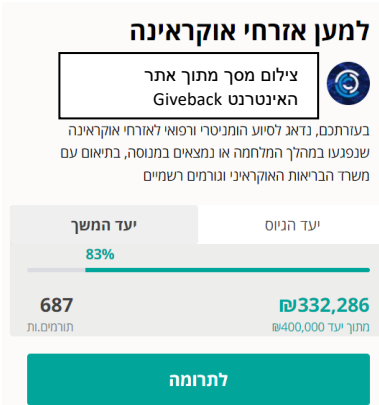 למען אזרחי אוקראינה
צילום מסך מתוך אתר
האינטרנט Giveback
בעזרתכם, נדאג לסיוע הומניטרי ורפואי לאזרחי אוקראינה
שנפגעו במהלך המלחמה או נמצאים במנוסה, בתיאום עם
משרד הבריאות האוקראיני וגורמים רשמיים
יעד הגיוס
יעד המשך
83%
₪332,286
מתוך יעד ₪400,000
687
תורמים.ות
לתרומה